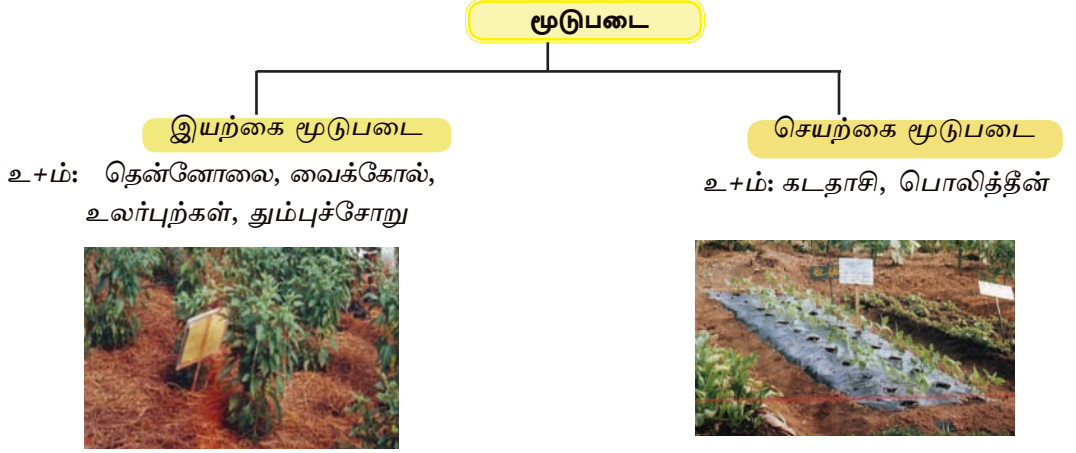 மூடுபடை
இயற்கை மூடுபடை
உ+ம்: தென்னோலை, வைக்கோல்,
உலர்புற்கள், தும்புச்சோறு
செயற்கை மூடுபடை
உ+ம்: கடதாசி, பொலித்தீன்